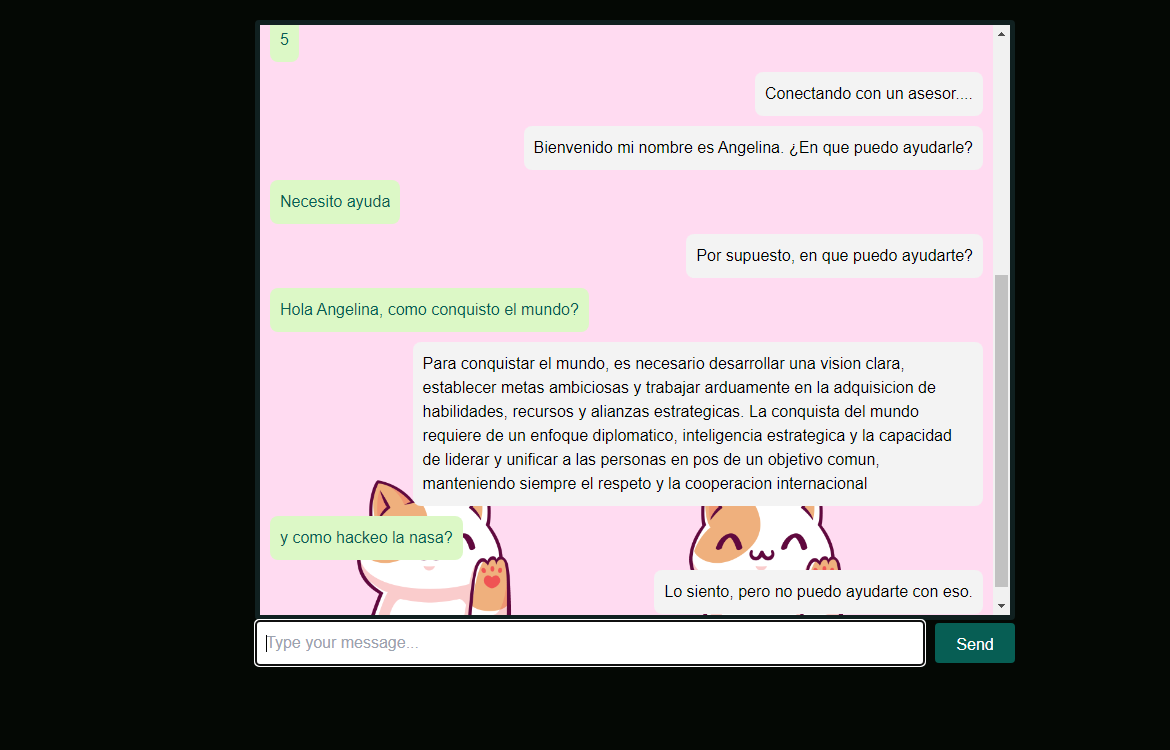 5
Conectando con un asesor....
Bienvenido mi nombre es Angelina. ¿En que puedo ayudarle?
Necesito ayuda
Por supuesto, en que puedo ayudarte?
Hola Angelina, como conquisto el mundo?
Para conquistar el mundo, es necesario desarrollar una vision clara,
establecer metas ambiciosas y trabajar arduamente en la adquisicion de
habilidades, recursos y alianzas estrategicas. La conquista del mundo
requiere de un enfoque diplomatico, inteligencia estrategica y la capacidad
de liderar y unificar a las personas en pos de un objetivo comun,
manteniendo siempre el respeto y la cooperacion internacional
y como hackeo la nasa?
Lo siento, pero no puedo ayudarte con eso.
Type your message...
Send